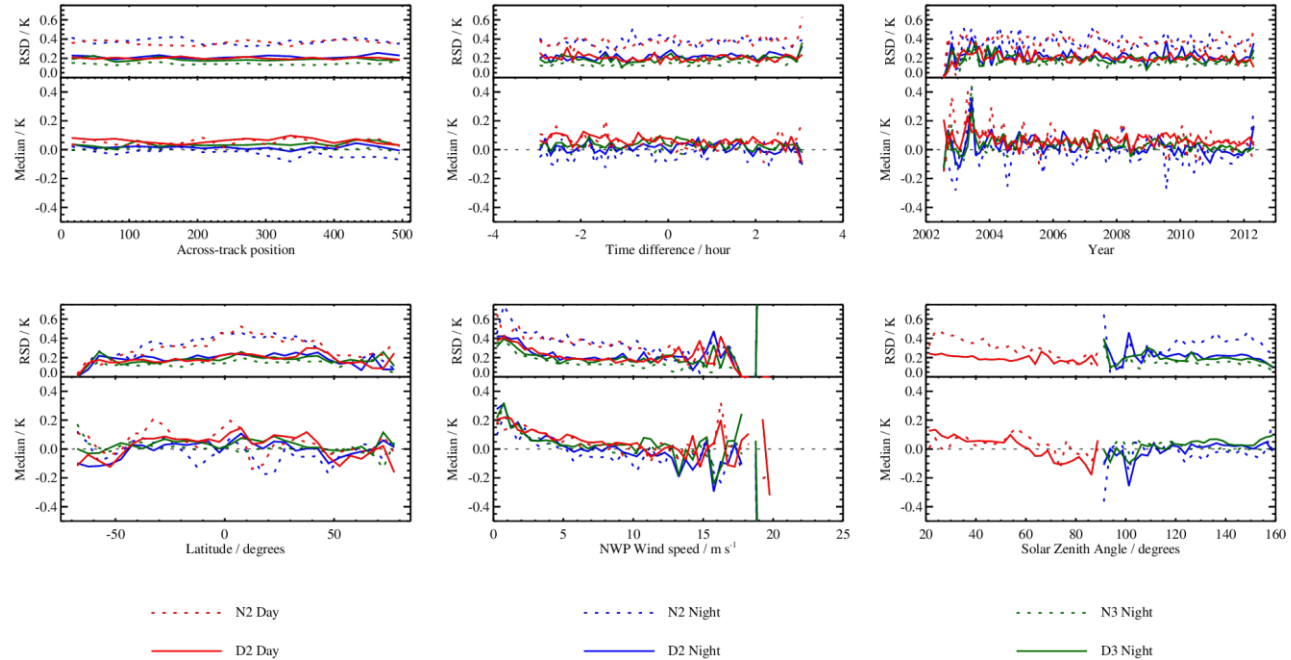 RSD / K
0.6
0.4
0.2
0.0
RSD / K
0.6
0.4
0.2
0.0
RSD / K
0.6
0.4
0.2
0.0
Median / K
0.4
0.2
0.0
-0.2
-0.4
Median / K
0.4
0.2
0.0
-0.2
-0.4
Median / K
0.4
0.2
0.0
-0.2
-0.4
0 100 200 300 400 500
Across-track position
-4 -2 0 2 4
Time difference / hour
2002 2004 2006 2008 2010 2012
Year
RSD / K
0.6
0.4
0.2
0.0
RSD / K
0.6
0.4
0.2
0.0
RSD / K
0.6
0.4
0.2
0.0
Median / K
0.4
0.2
0.0
-0.2
-0.4
Median / K
0.4
0.2
0.0
-0.2
-0.4
Median / K
0.4
0.2
0.0
-0.2
-0.4
-50 0 50
Latitude / degrees
0 5 10 15 20 25
NWP Wind speed / m s⁻¹
20 40 60 80 100 120 140 160
Solar Zenith Angle / degrees
N2 Day
N2 Night
N3 Night
D2 Day
D2 Night
D3 Night